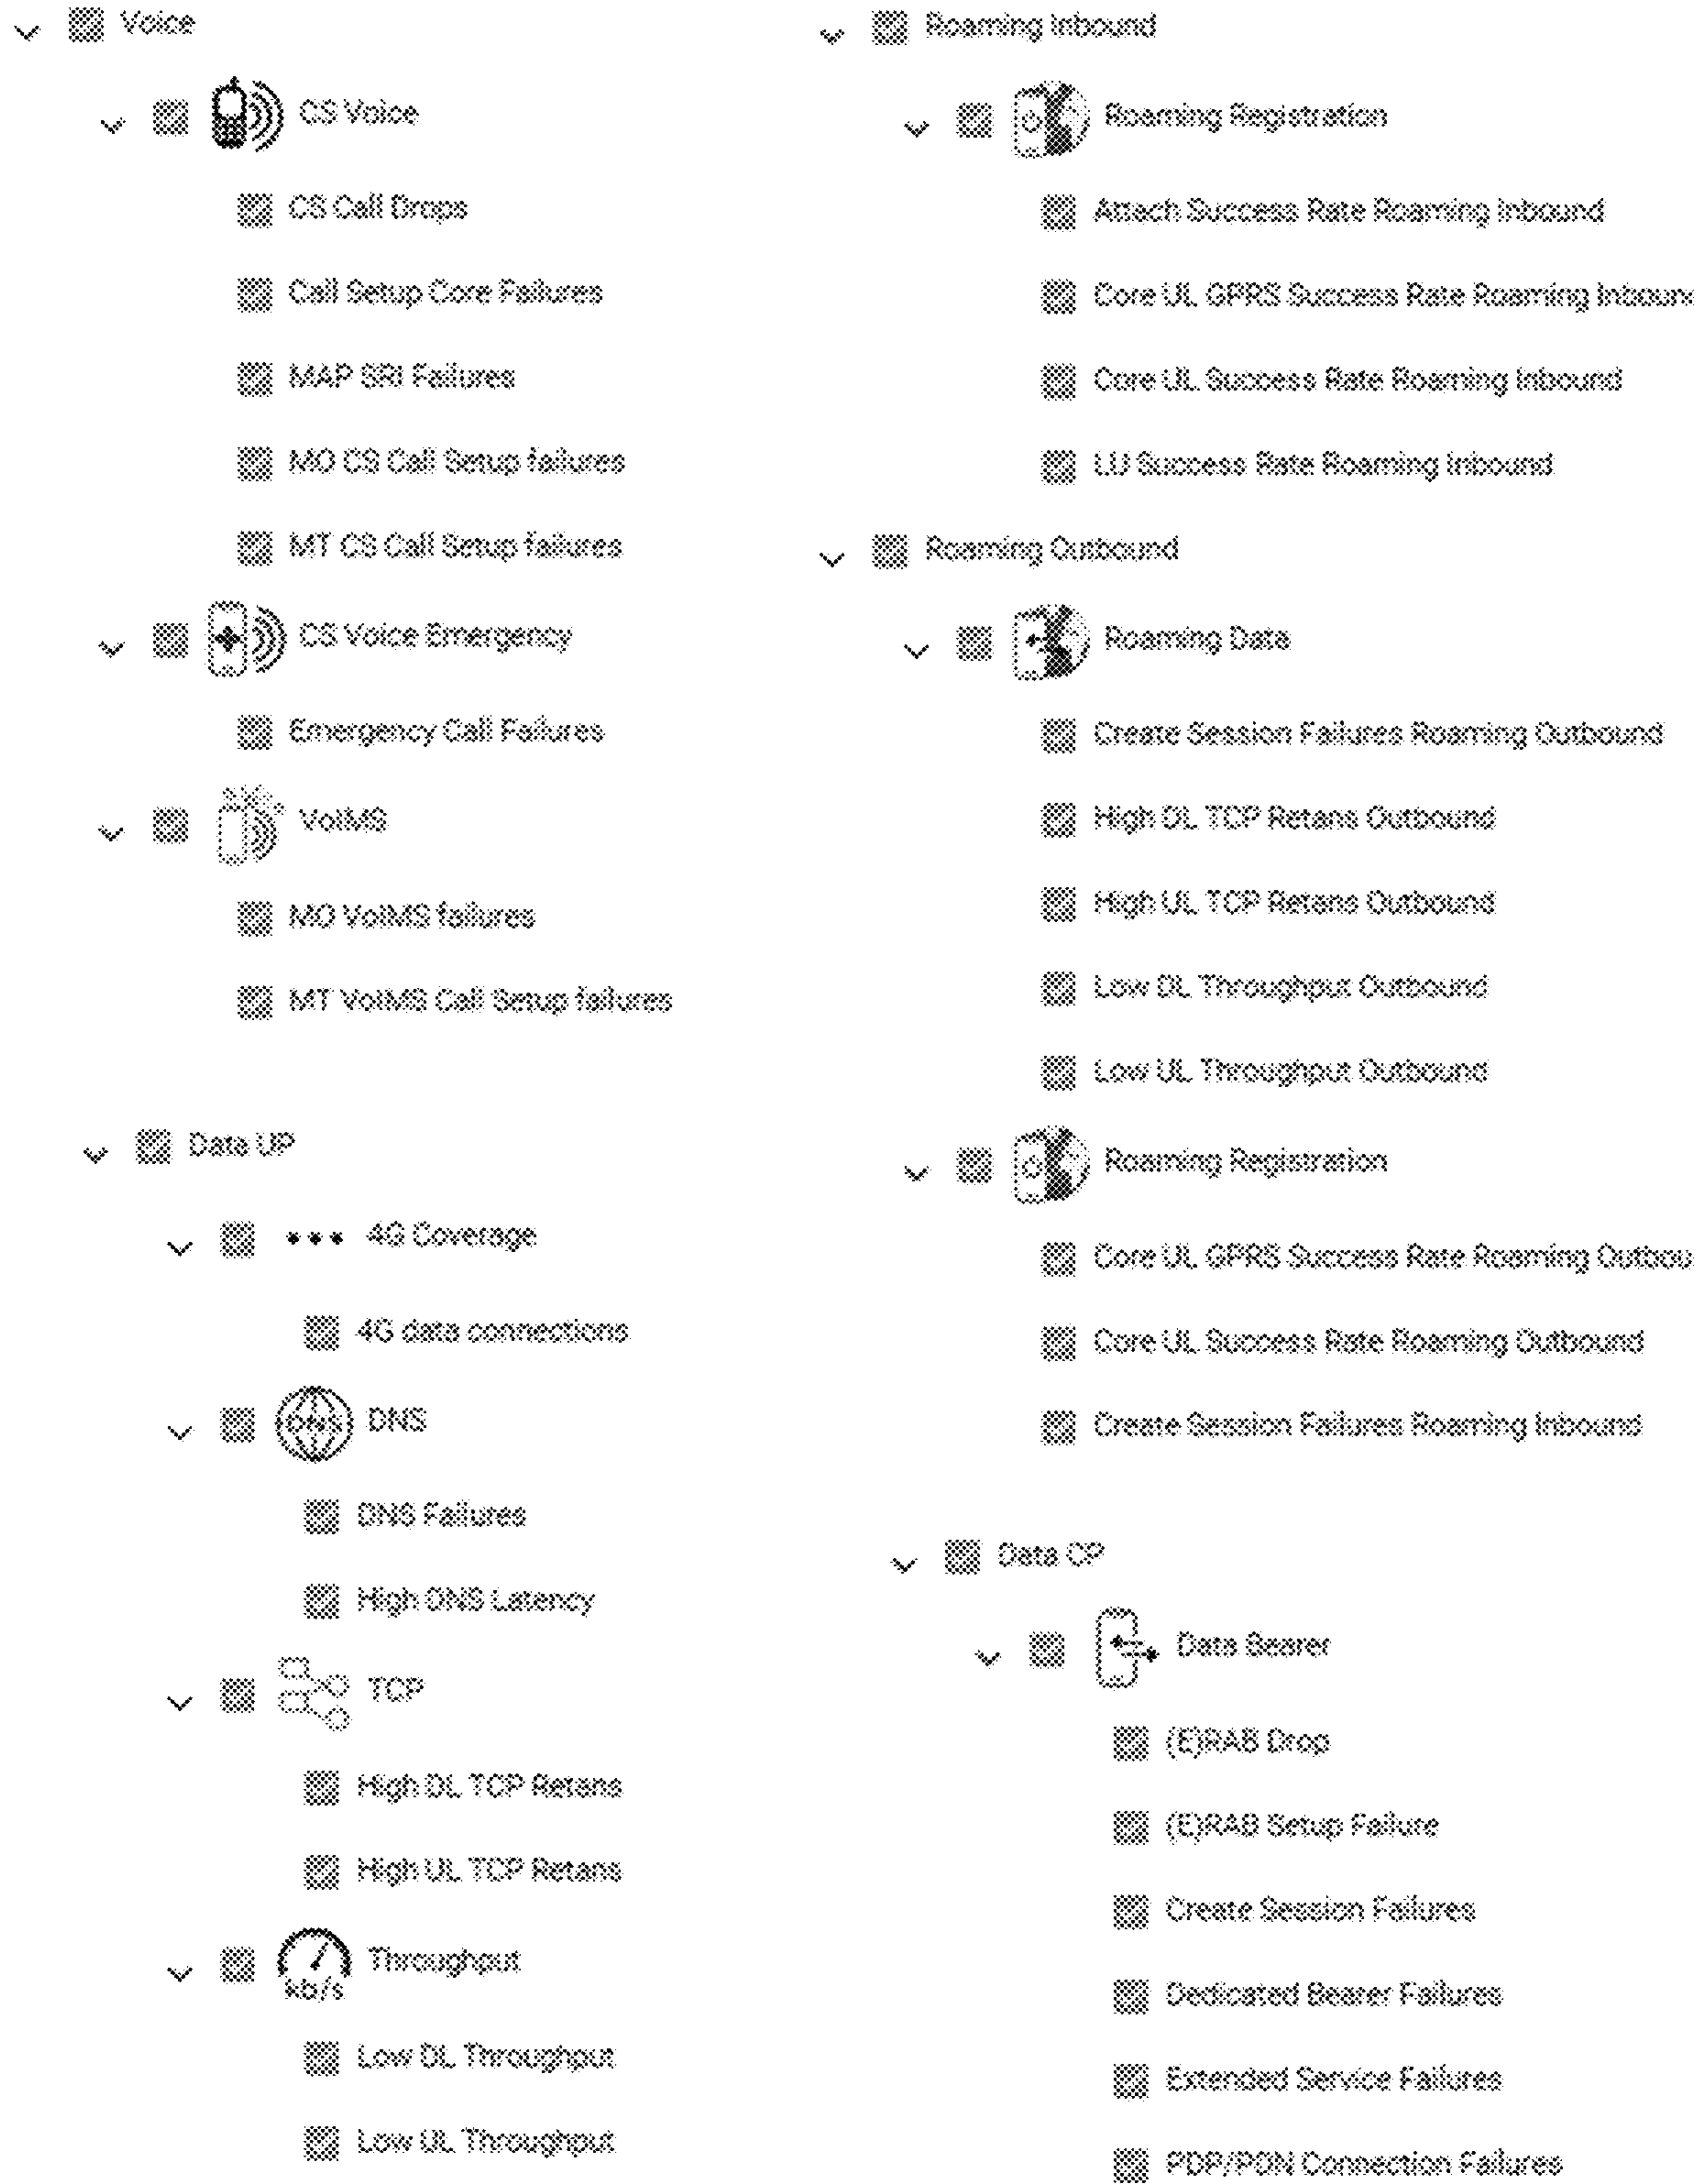 Voice
CS Voice
CS Call Drops
Call Setup Core Failures
MAP SRI Failures
MO CS Call Setup failures
MT CS Call Setup failures
CS Voice Emergency
Emergency Call Failures
VoIMS
MO VoIMS failures
MT VoIMS Call Setup failures
Data UP
4G Coverage
4G data connections
DNS DNS
DNS Failures
High DNS Latency
TCP
High DL TCP Retans
High UL TCP Retans
Throughput
kb/s
Low DL Throughput
Low UL Throughput
Roaming Inbound
Roaming Registration
Attach Success Rate Roaming Inbound
Core UL GPRS Success Rate Roaming Inbound
Core UL Success Rate Roaming Inbound
LU Success Rate Roaming Inbound
Roaming Outbound
Roaming Data
Create Session Failures Roaming Outbound
High DL TCP Retans Outbound
High UL TCP Retans Outbound
Low DL Throughput Outbound
Low UL Throughput Outbound
Roaming Registration
Core UL GPRS Success Rate Roaming Outbou
Core UL Success Rate Roaming Outbound
Create Session Failures Roaming Inbound
Data CP
Data Bearer
(E)RAB Drop
(E)RAB Setup Failure
Create Session Failures
Dedicated Bearer Failures
Extended Service Failures
PDP/PDN Connection Failures